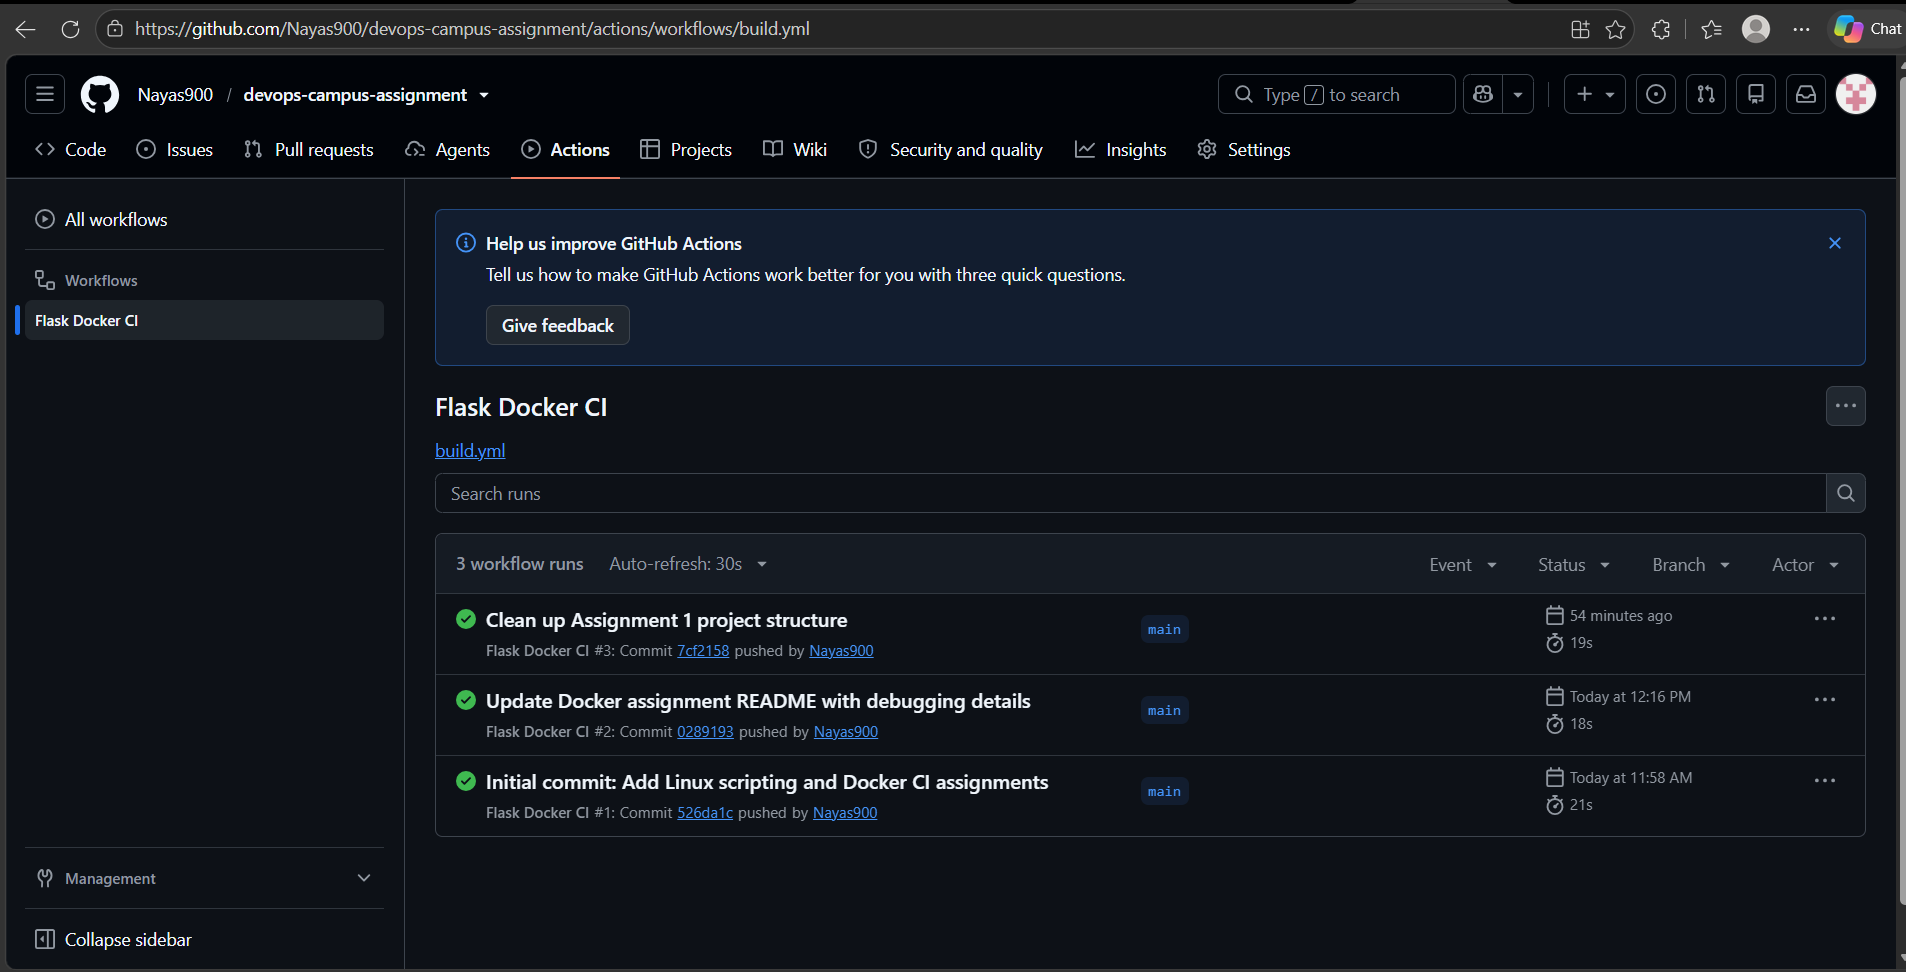 https://github.com/Nayas900/devops-campus-assignment/actions/workflows/build.yml
Chat
Nayas900 / devops-campus-assignment
Type / to search
Code
Issues
Pull requests
Agents
Actions
Projects
Wiki
Security and quality
Insights
Settings
All workflows
Workflows
Flask Docker CI
Management
Collapse sidebar
Help us improve GitHub Actions
Tell us how to make GitHub Actions work better for you with three quick questions.
Give feedback
Flask Docker CI
build.yml
Search runs
3 workflow runs Auto-refresh: 30s Event Status Branch Actor
Clean up Assignment 1 project structure
main
54 minutes ago
Flask Docker CI #3: Commit 7cf2158 pushed by Nayas900
19s
Update Docker assignment README with debugging details
main
Today at 12:16 PM
Flask Docker CI #2: Commit 0289193 pushed by Nayas900
18s
Initial commit: Add Linux scripting and Docker CI assignments
main
Today at 11:58 AM
Flask Docker CI #1: Commit 526da1c pushed by Nayas900
21s